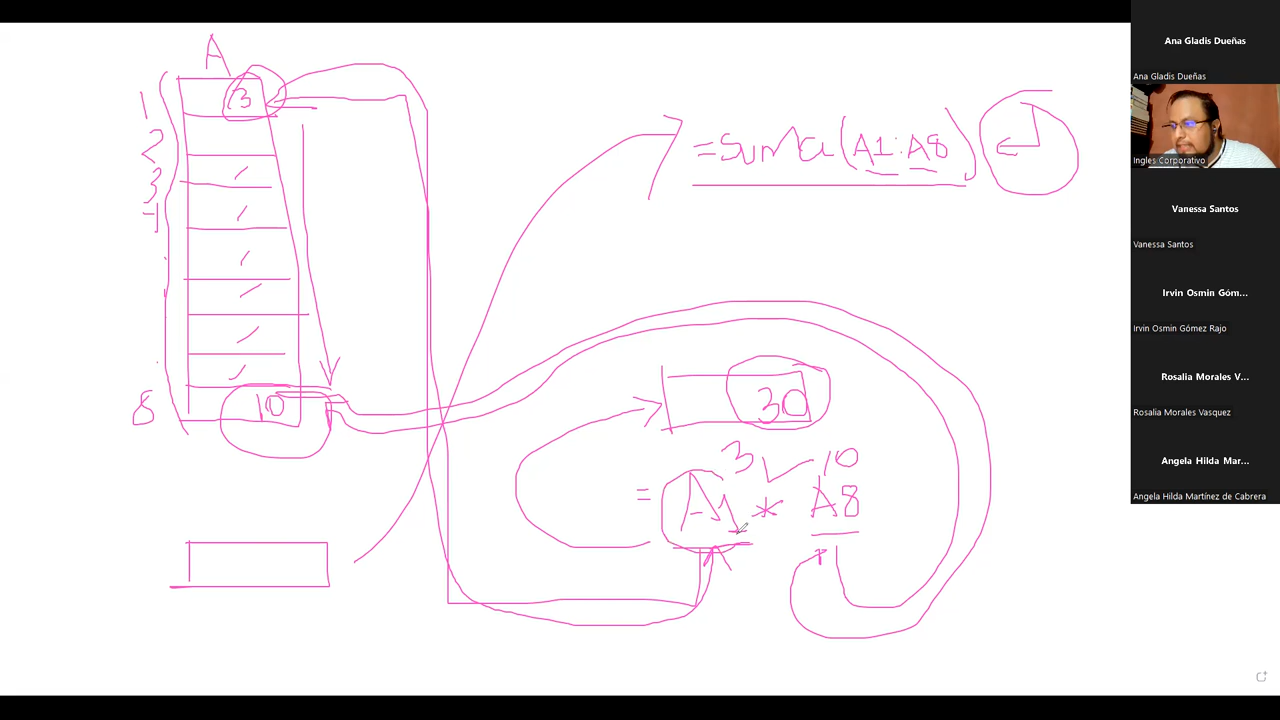 A
1
3
2
3
4
8
10
=Suma(A1:A8)
30
3 10
= A1 * A8
Ana Gladis Dueñas
Ana Gladis Dueñas
Ingles Corporativo
Vanessa Santos
Vanessa Santos
Irvin Osmin Góm...
Irvin Osmin Gómez Rajo
Rosalia Morales V...
Rosalia Morales Vasquez
Angela Hilda Mar...
Angela Hilda Martínez de Cabrera